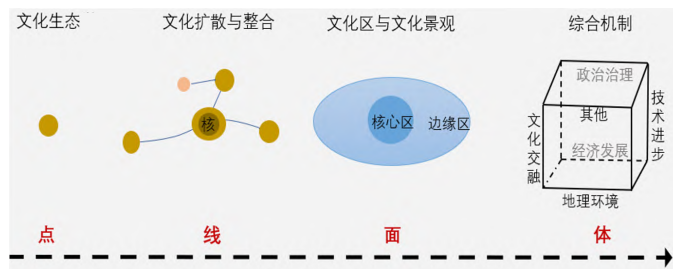 文化生态
文化扩散与整合
文化区与文化景观
综合机制
核
核心区
边缘区
政治治理
其他
经济发展
文化交融
技术进步
地理环境
点
线
面
体